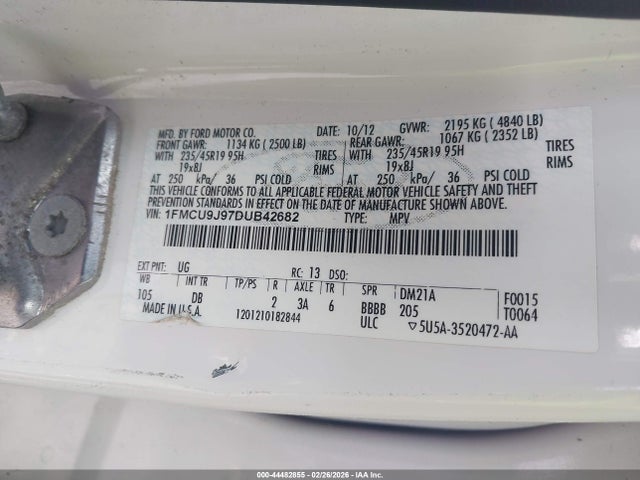 MFD. BY FORD MOTOR CO. DATE: 10/12 GVWR: 2195 KG ( 4840 LB)
FRONT GAWR: 1134 KG ( 2500 LB) REAR GAWR: 1067 KG ( 2352 LB)
WITH 235/45R19 95H TIRES WITH 235/45R19 95H TIRES
19x8J RIMS 19x8J RIMS
AT 250 kPa/ 36 PSI COLD AT 250 kPa/ 36 PSI COLD
THIS VEHICLE CONFORMS TO ALL APPLICABLE FEDERAL MOTOR VEHICLE SAFETY AND THEFT
PREVENTION STANDARDS IN EFFECT ON THE DATE OF MANUFACTURE SHOWN ABOVE.
VIN: 1FMCU9J97DUB42682 TYPE: MPV
EXT PNT: UG RC: 13 DSO:
WB INT TR TP/PS R AXLE TR SPR DM21A F0015
105 DB 2 3A 6 BBBB 205 T0064
MADE IN U.S.A. 1201210182844 ULC ▽5U5A-3520472-AA
000-44482855 - 02/26/2026 - IAA Inc.